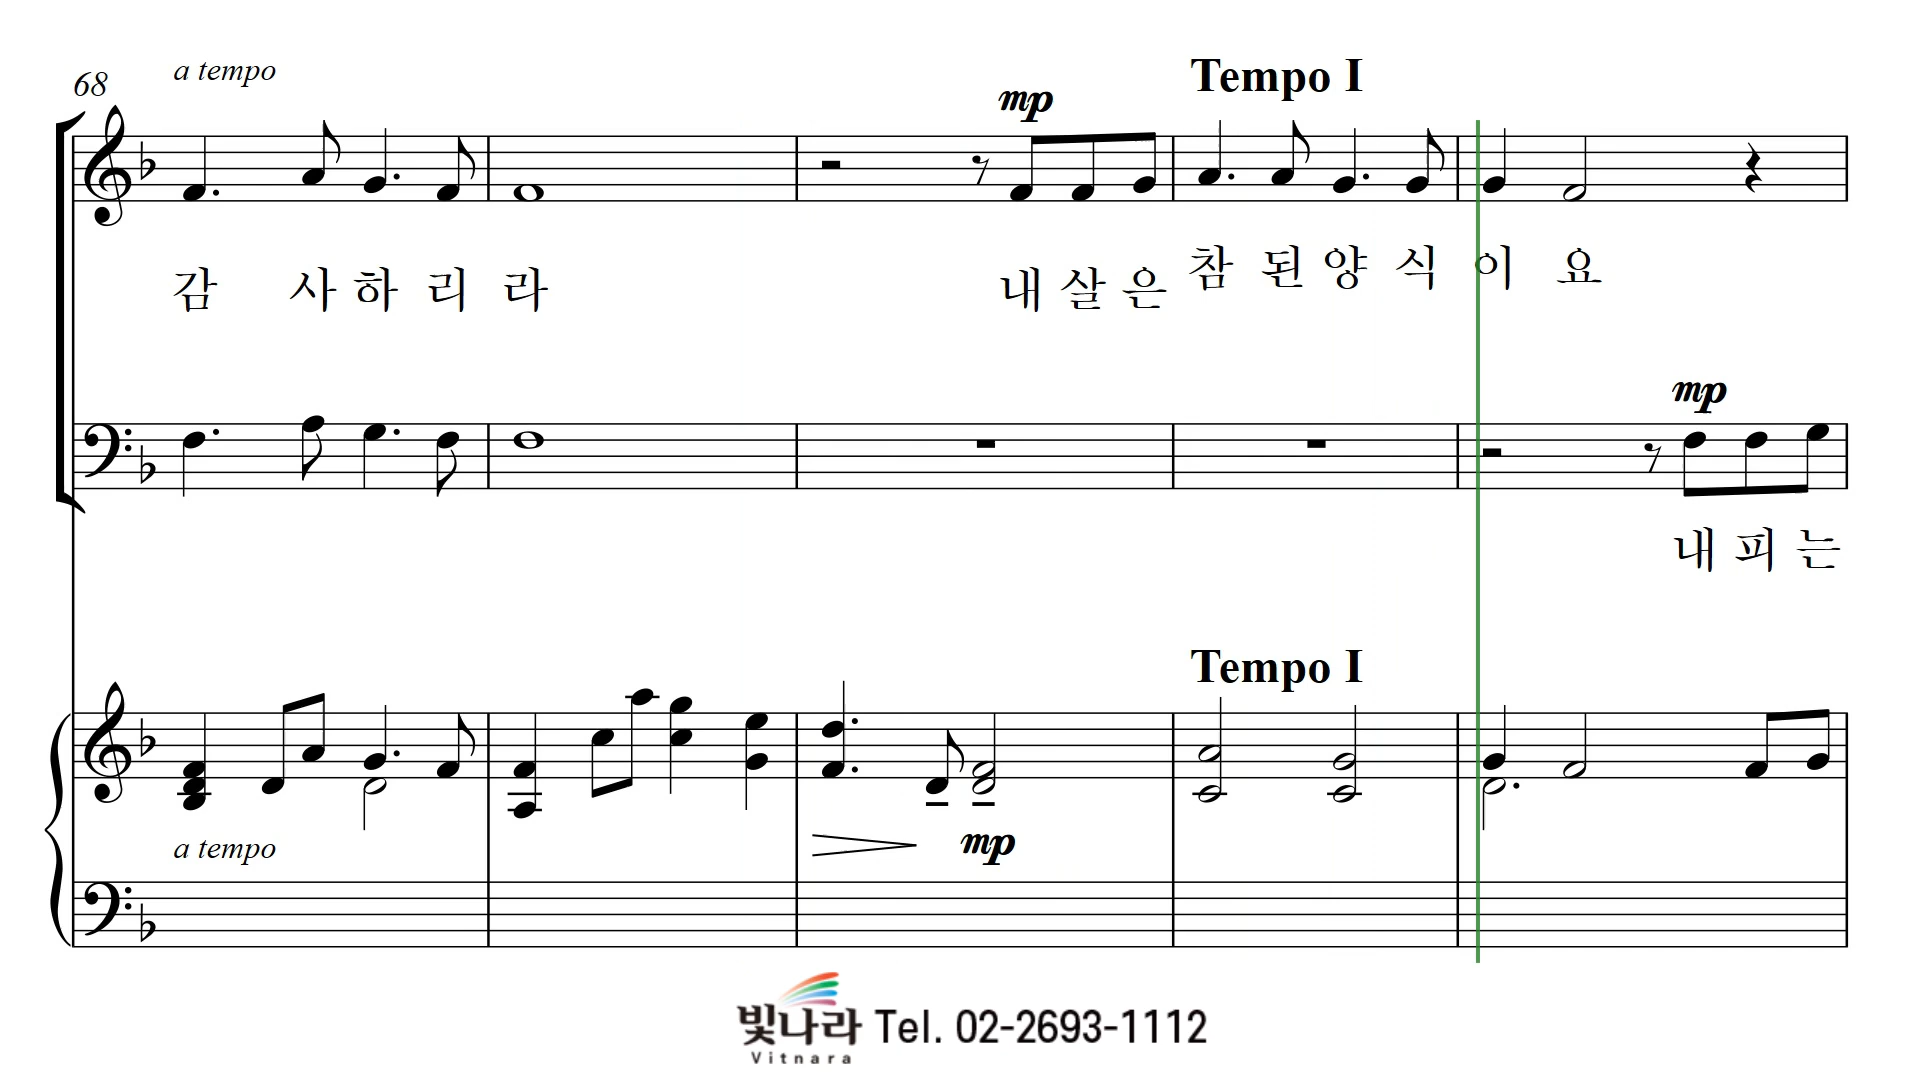 68 a tempo
mp
Tempo I
감 사 하 리 라 내 살 은 참 된 양 식 이 요
mp
내 피 는
Tempo I
a tempo
mp
빛나라 Tel. 02-2693-1112
Vitnara